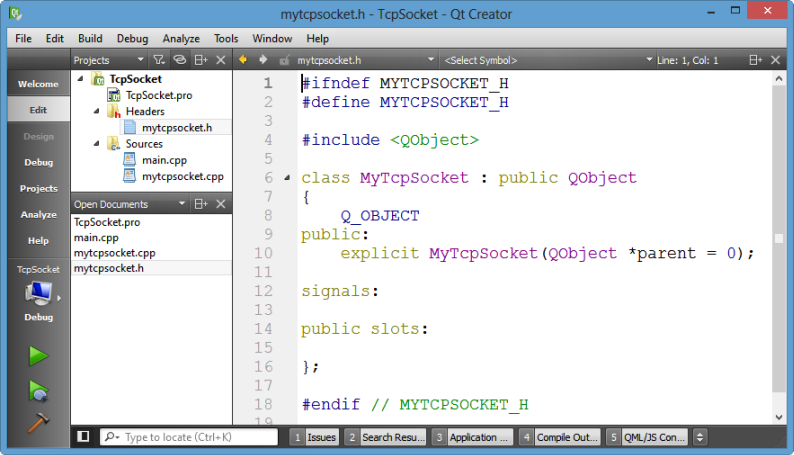 mytcpsocket.h - TcpSocket - Qt Creator
File Edit Build Debug Analyze Tools Window Help
Projects
mytcpsocket.h
<Select Symbol>
Line: 1, Col: 1
Welcome
Edit
Design
Debug
Projects
Analyze
Help
TcpSocket
Debug
TcpSocket
TcpSocket.pro
Headers
mytcpsocket.h
Sources
main.cpp
mytcpsocket.cpp
Open Documents
TcpSocket.pro
main.cpp
mytcpsocket.cpp
mytcpsocket.h
1 #ifndef MYTCPSOCKET_H
2 #define MYTCPSOCKET_H
3
4 #include <QObject>
5
6 class MyTcpSocket : public QObject
7 {
8     Q_OBJECT
9 public:
10     explicit MyTcpSocket(QObject *parent = 0);
11
12 signals:
13
14 public slots:
15
16 };
17
18 #endif // MYTCPSOCKET_H
19
Type to locate (Ctrl+K)
1 Issues
2 Search Resu...
3 Application ...
4 Compile Out...
5 QML/JS Con...